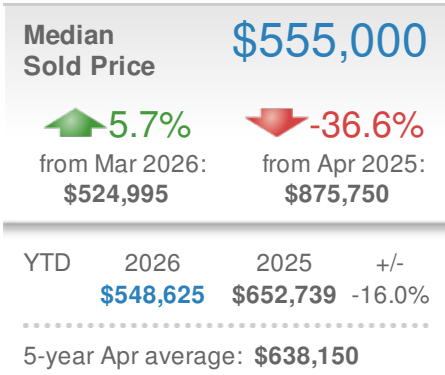 Median
Sold Price
$555,000
5.7%
from Mar 2026:
$524,995
-36.6%
from Apr 2025:
$875,750
YTD 2026 2025 +/-
$548,625 $652,739 -16.0%
5-year Apr average: $638,150